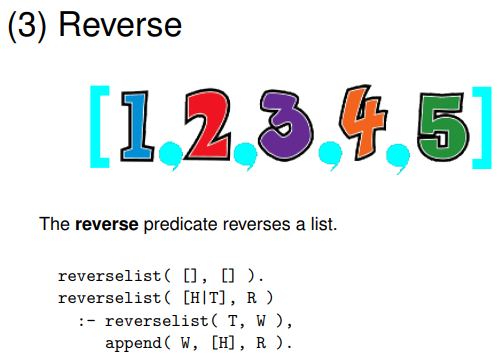 (3) Reverse
[1,2,3,4,5]
The reverse predicate reverses a list.
reverselist( [], [] ).
reverselist( [H|T], R )
:- reverselist( T, W ),
append( W, [H], R ).